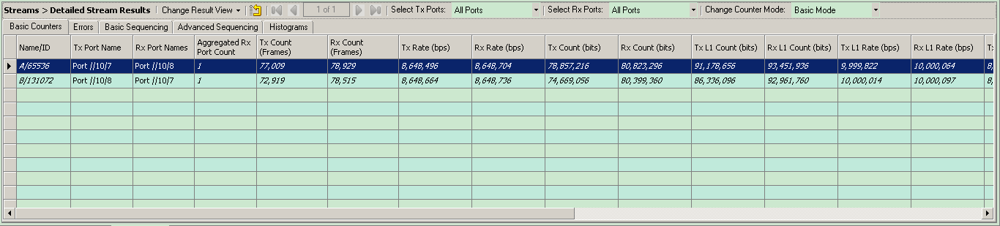 Streams > Detailed Stream Results Change Result View 1 of 1 Select Tx Ports: All Ports Select Rx Ports: All Ports Change Counter Mode: Basic Mode
Basic Counters Errors Basic Sequencing Advanced Sequencing Histograms
Name/ID Tx Port Name Rx Port Names Aggregated Rx Port Count Tx Count (Frames) Rx Count (Frames) Tx Rate (bps) Rx Rate (bps) Tx Count (bits) Rx Count (bits) Tx L1 Count (bits) Rx L1 Count (bits) Tx L1 Rate (bps) Rx L1 Rate (bps)
A/65536 Port //10/7 Port //10/8 1 77,009 78,929 8,648,496 8,648,704 78,857,216 80,823,296 91,178,656 93,451,936 9,999,822 10,000,064
B/131072 Port //10/8 Port //10/7 1 72,919 78,515 8,648,664 8,648,736 74,669,056 80,399,360 86,336,096 92,961,760 10,000,014 10,000,097